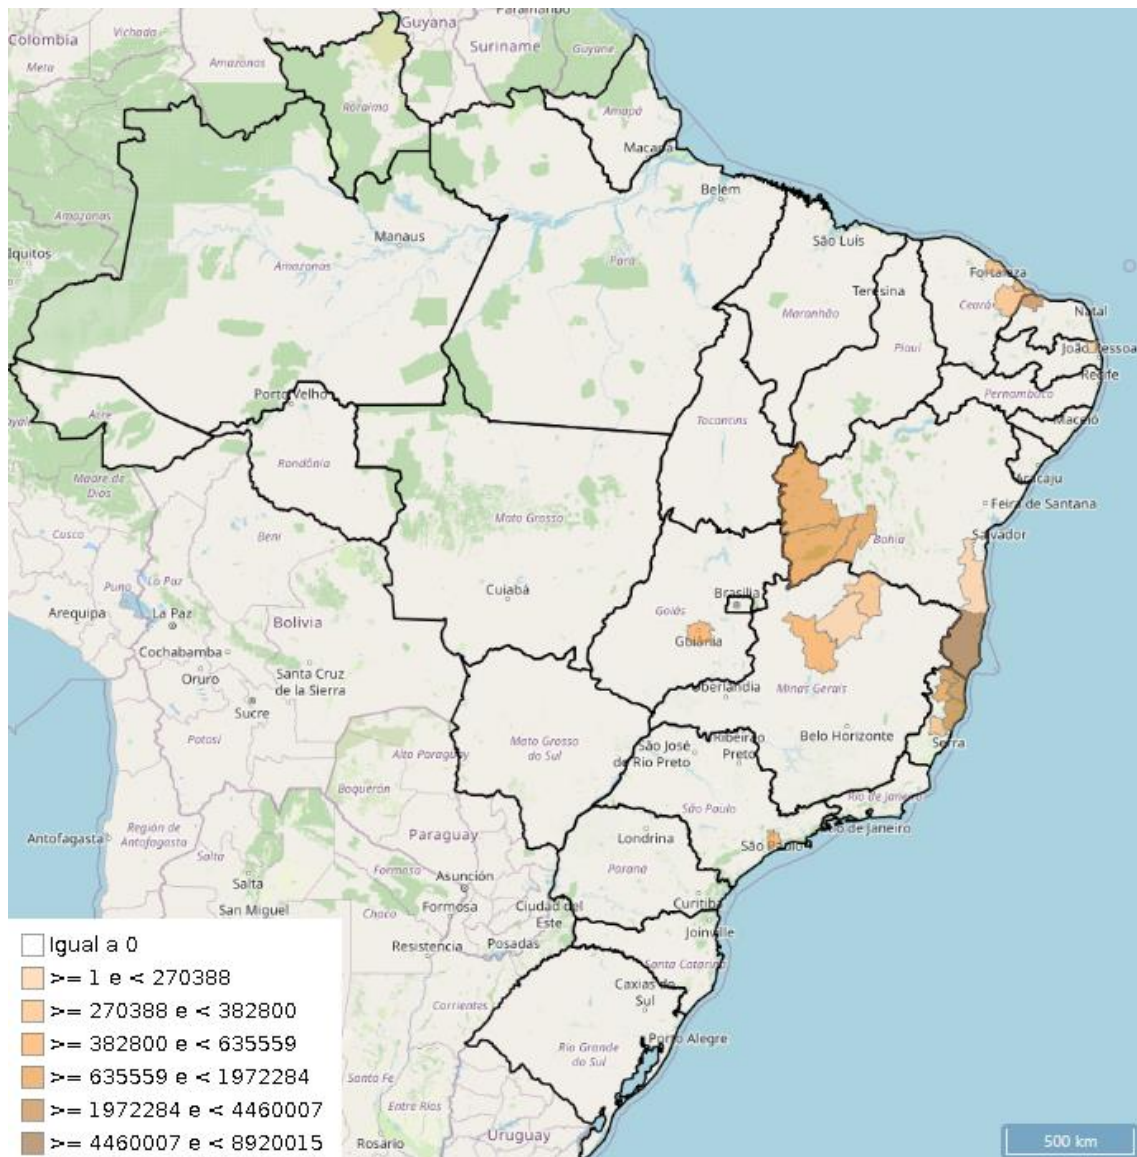 Paramaribo
Guyana
Colombia
Vichada
Suriname
Guyane
Meta
Amazonas
Roraima
Amapá
Macapá
Belém
Amazonas
Manaus
São Luís
Iquitos
Pará
Fortaleza
Amazonas
Teresina
Ceará
Maranhão
Natal
Piauí
João Pessoa
Recife
Porto Velho
Pernambuco
Acre
Tocantins
Maceió
Rondônia
Aracaju
Madre de
Dios
Feira de Santana
Mato Grosso
Salvador
Cusco
Beni
Bahia
Puno
La Paz
Cuiabá
Brasília
Arequipa
La Paz
Goiás
Bolivia
Goiânia
Cochabamba
Oruro
Santa Cruz
de la Sierra
Uberlândia
Minas Gerais
Sucre
Potosí
Alto Paraguay
Mato Grosso
do Sul
São José
do Rio Preto
Ribeirão
Preto
Belo Horizonte
Serra
Boquerón
Rio de Janeiro
São Paulo
Antofagasta
Región de
Antofagasta
Paraguay
Londrina
São Paulo
Rio de Janeiro
Salta
Formosa
Paraná
Salta
Asunción
San Miguel
Chaco
Formosa
Ciudad del
Este
Curitiba
Joinville
Resistencia
Posadas
Santa Catarina
Corrientes
Caxias do
Sul
Porto Alegre
Rio Grande
do Sul
Santa Fe
Entre Ríos
Rosario
Uruguay
Igual a 0
>= 1 e < 270388
>= 270388 e < 382800
>= 382800 e < 635559
>= 635559 e < 1972284
>= 1972284 e < 4460007
>= 4460007 e < 8920015
500 km